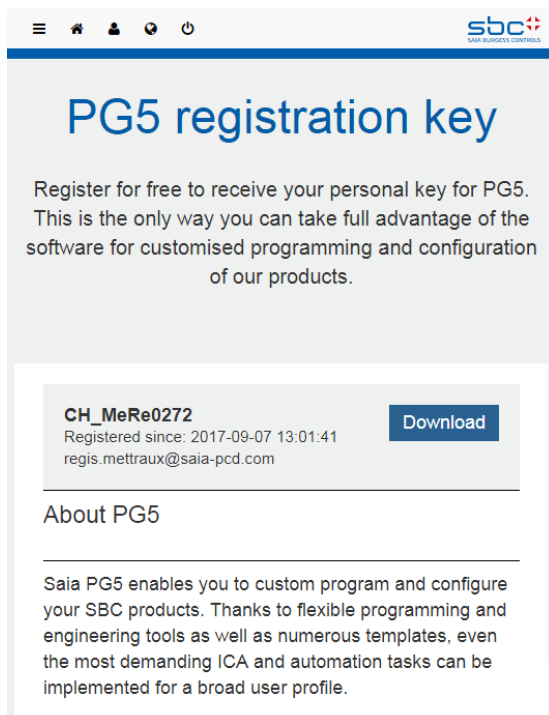 sbc
SAIA BURGESS CONTROLS
PG5 registration key
Register for free to receive your personal key for PG5.
This is the only way you can take full advantage of the
software for customised programming and configuration
of our products.
CH_MeRe0272
Registered since: 2017-09-07 13:01:41
regis.mettraux@saia-pcd.com
Download
About PG5
Saia PG5 enables you to custom program and configure
your SBC products. Thanks to flexible programming and
engineering tools as well as numerous templates, even
the most demanding ICA and automation tasks can be
implemented for a broad user profile.